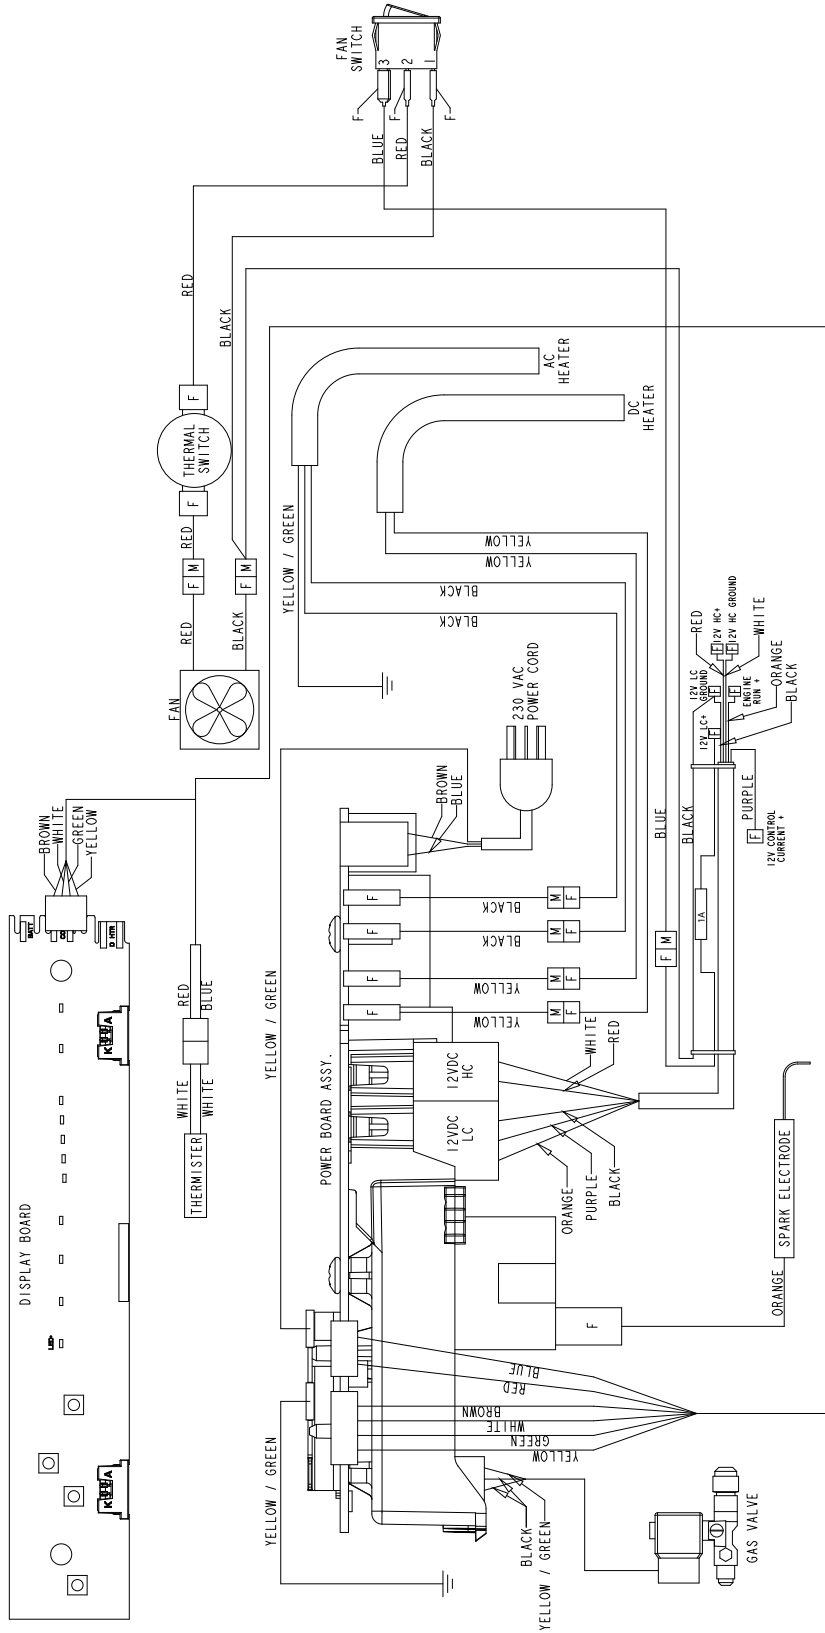 FAN
SWITCH
3
2
1
F
F
F
BLUE
RED
BLACK
RED
BLACK
F
THERMAL
SWITCH
F
RED
F M
F M
RED
BLACK
FAN
AC
HEATER
DC
HEATER
YELLOW / GREEN
YELLOW
YELLOW
BLACK
BLACK
230 VAC
POWER CORD
RED
12V HC+
12V HC GROUND
WHITE
12V LC
GROUND
ENGINE
RUN +
ORANGE
BLACK
12V LC+
F
F
F
F
F
PURPLE
F
12V CONTROL
CURRENT +
BLUE
BLACK
1A
F M
BROWN
WHITE
GREEN
YELLOW
BROWN
BLUE
BATT
CO
D HTR
K
A
RED
BLUE
WHITE
WHITE
THERMISTER
DISPLAY BOARD
LED+
K
A
YELLOW / GREEN
POWER BOARD ASSY.
F
F
F
F
BLACK
BLACK
YELLOW
YELLOW
M F
M F
M F
M F
12VDC
HC
12VDC
LC
WHITE
RED
ORANGE
PURPLE
BLACK
F
ORANGE
SPARK ELECTRODE
BLUE
RED
BROWN
WHITE
GREEN
YELLOW
YELLOW / GREEN
BLACK
YELLOW / GREEN
GAS VALVE